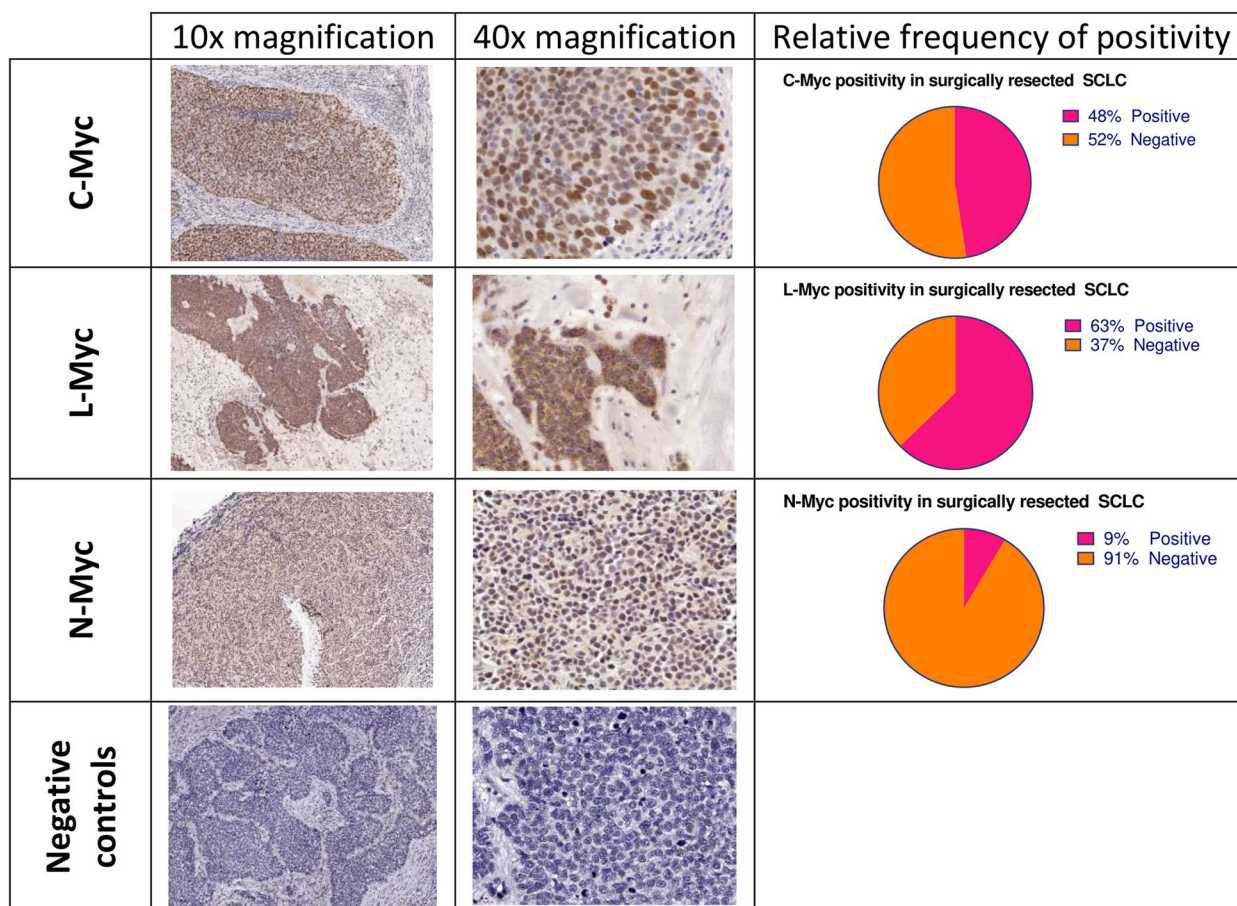 10x magnification
40x magnification
Relative frequency of positivity
C-Myc
C-Myc positivity in surgically resected SCLC
48% Positive
52% Negative
L-Myc
L-Myc positivity in surgically resected SCLC
63% Positive
37% Negative
N-Myc
N-Myc positivity in surgically resected SCLC
9% Positive
91% Negative
Negative
controls